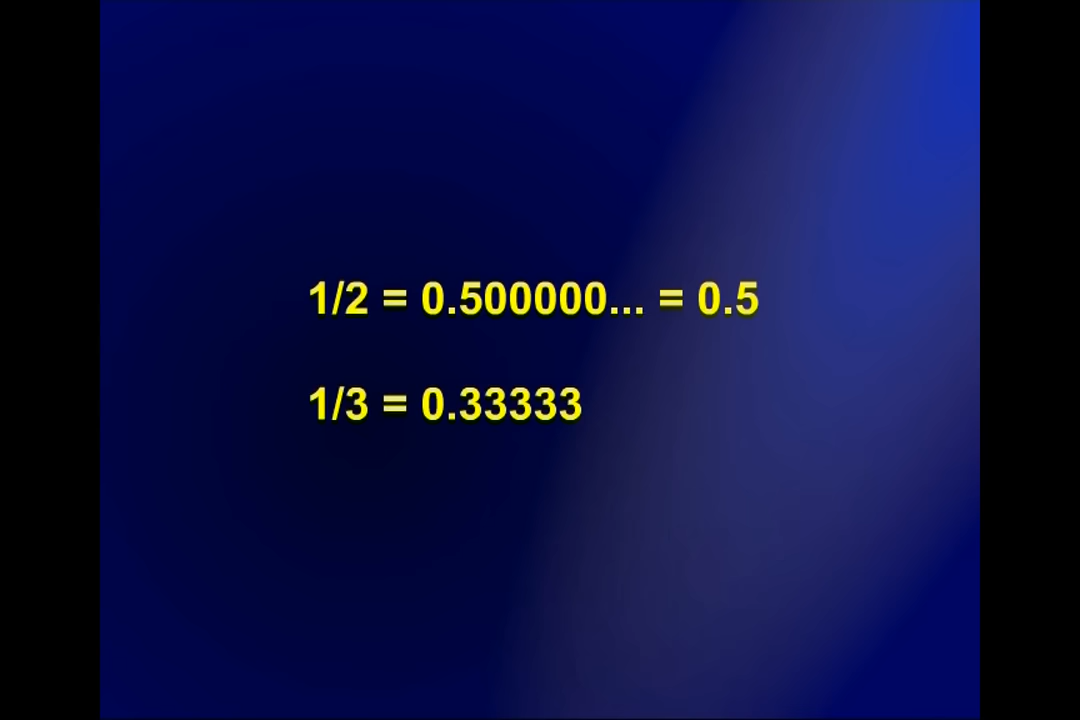 1/2 = 0.500000... = 0.5
1/3 = 0.33333